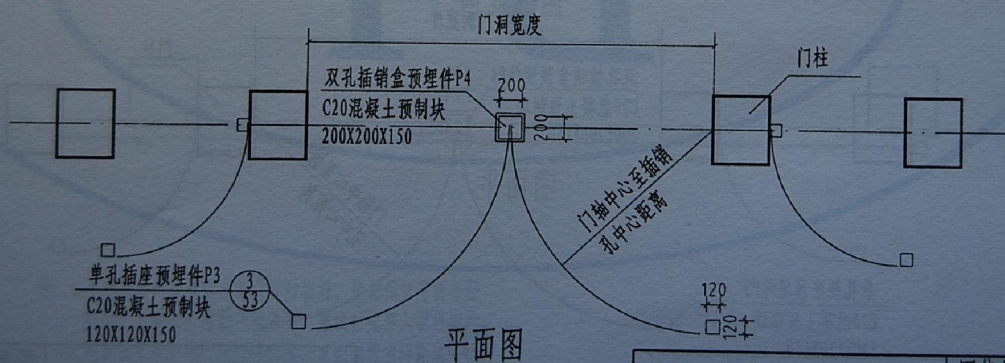 门洞宽度
门柱
双孔插销盒预埋件P4
C20混凝土预制块
200X200X150
200
200
门轴中心至插销
孔中心距离
单孔插座预埋件P3
C20混凝土预制块
120X120X150
3
53
120
120
平面图